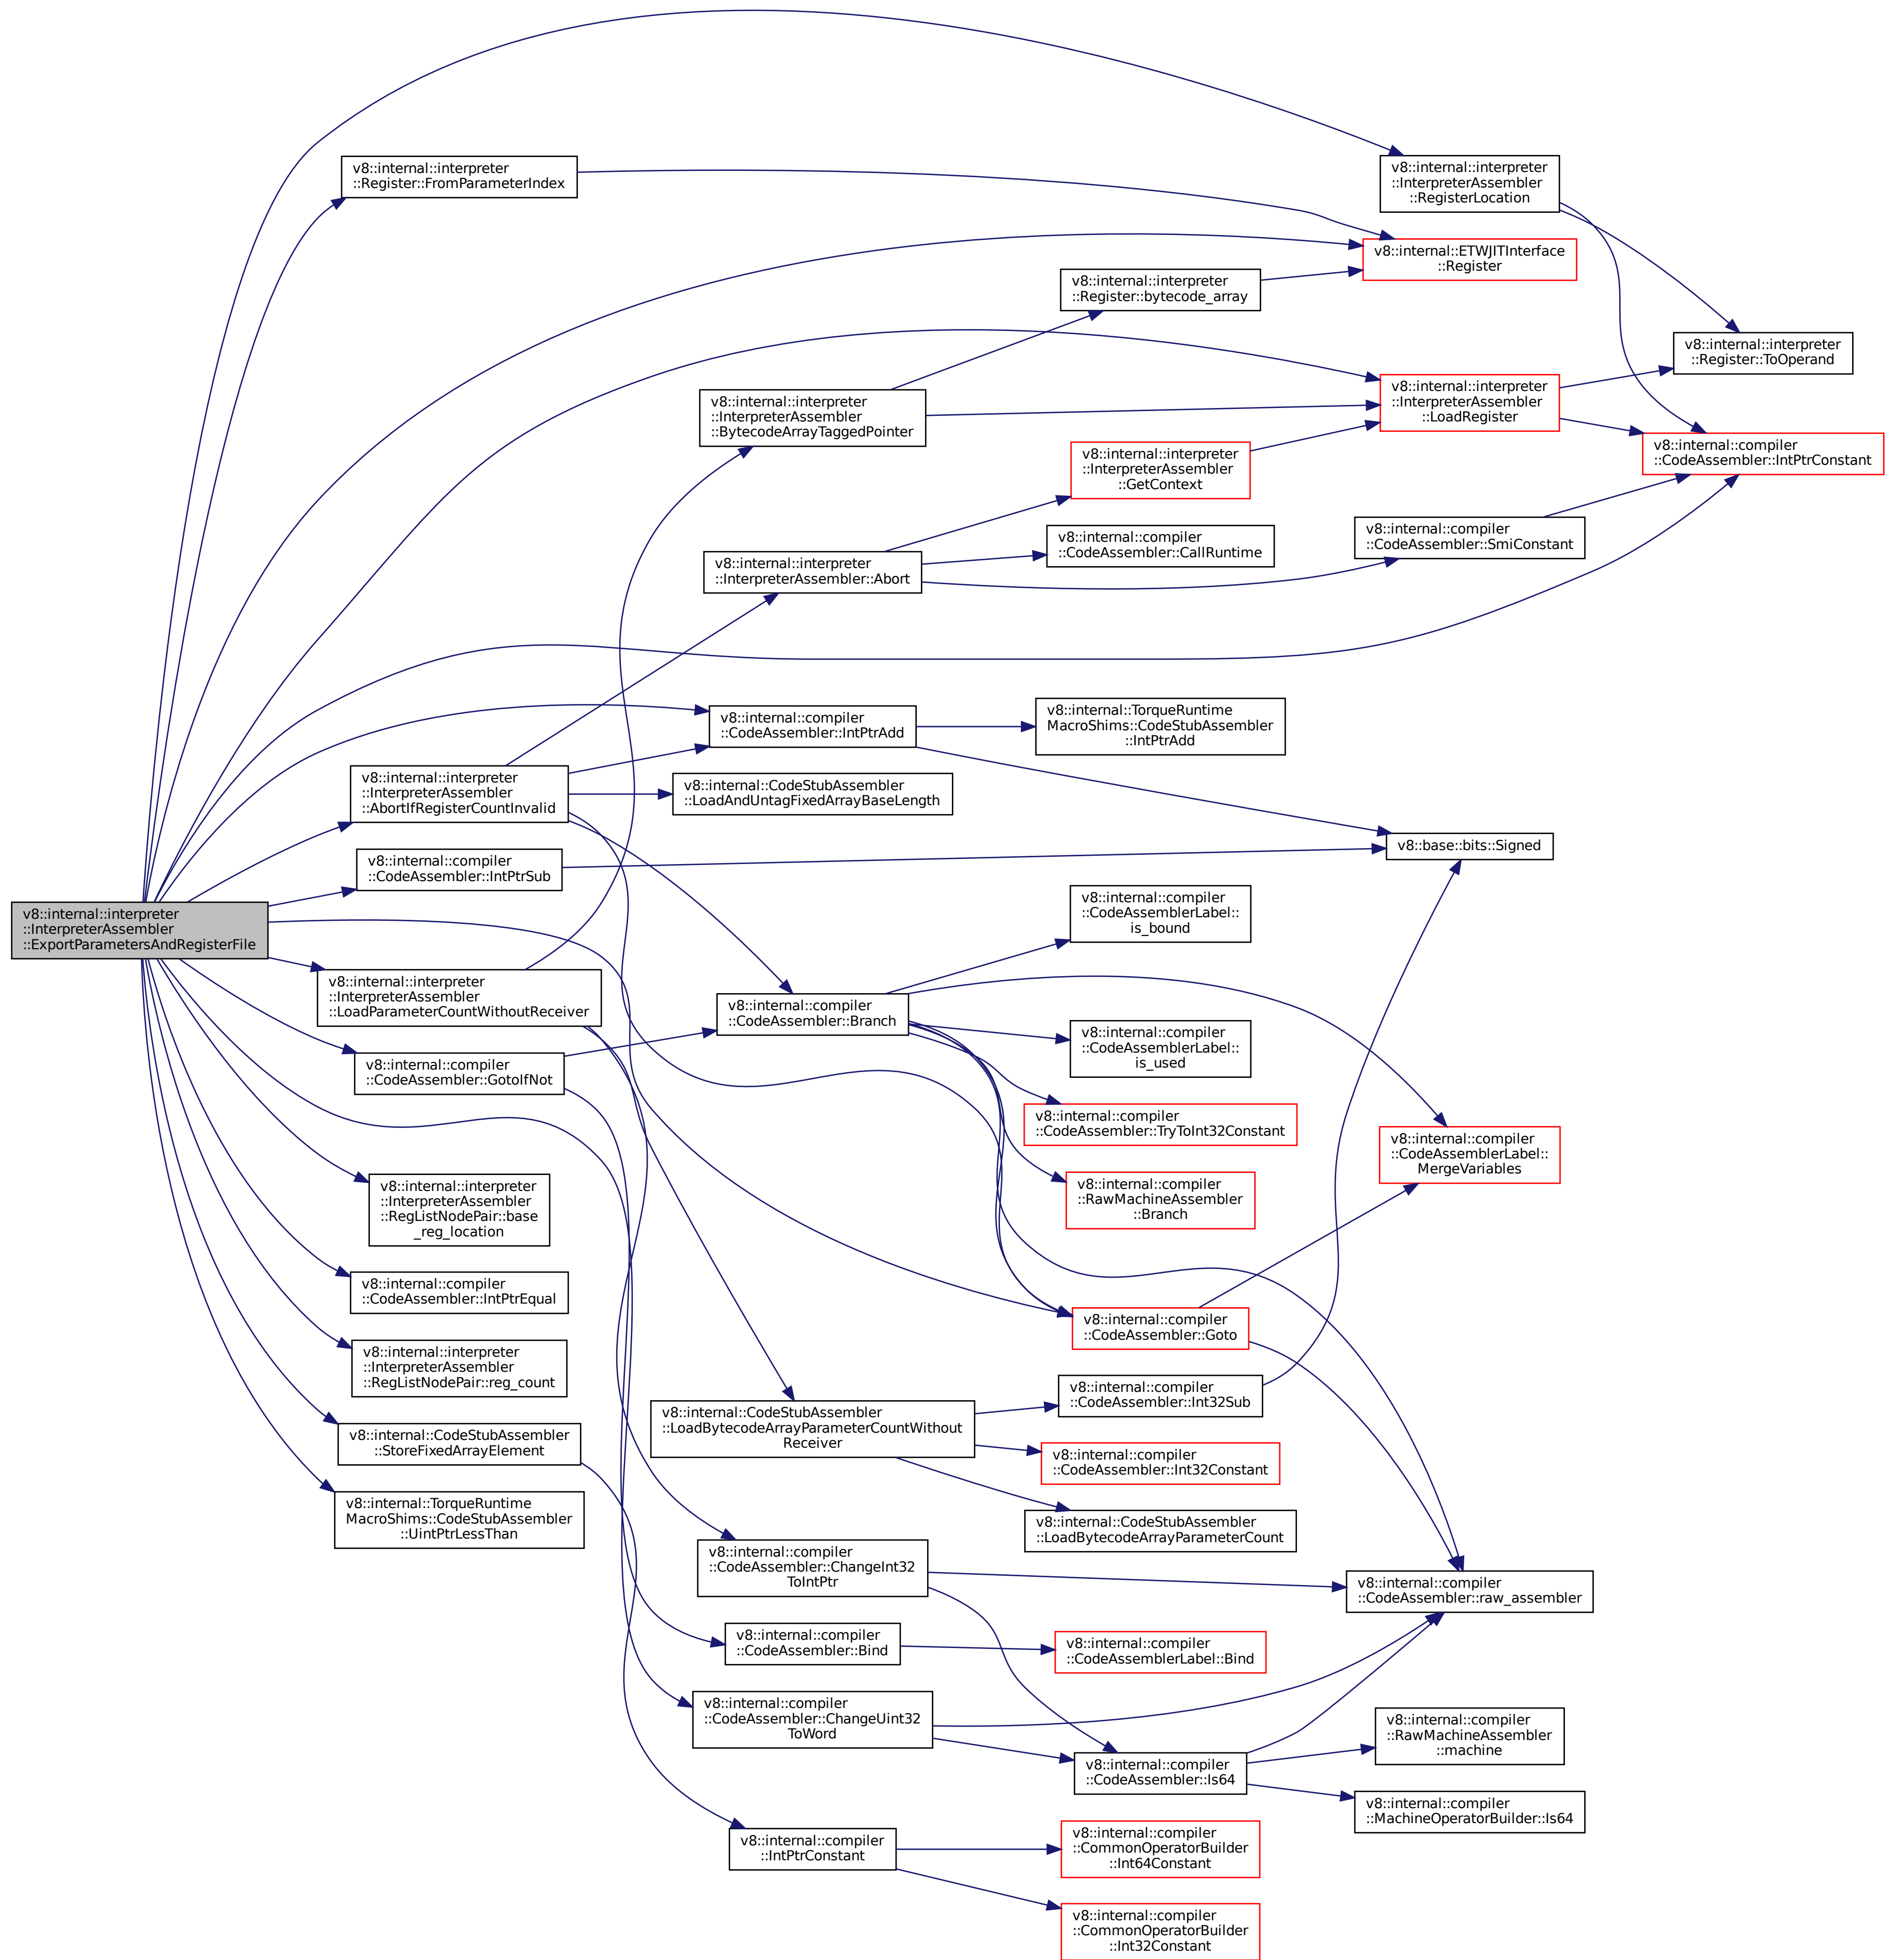 v8::internal::interpreter
::InterpreterAssembler
::ExportParametersAndRegisterFile
v8::internal::interpreter
::Register::FromParameterIndex
v8::internal::interpreter
::InterpreterAssembler
::AbortIfRegisterCountInvalid
v8::internal::compiler
::CodeAssembler::IntPtrSub
v8::internal::interpreter
::InterpreterAssembler
::LoadParameterCountWithoutReceiver
v8::internal::compiler
::CodeAssembler::GotoIfNot
v8::internal::interpreter
::InterpreterAssembler
::RegListNodePair::base
_reg_location
v8::internal::compiler
::CodeAssembler::IntPtrEqual
v8::internal::interpreter
::InterpreterAssembler
::RegListNodePair::reg_count
v8::internal::CodeStubAssembler
::StoreFixedArrayElement
v8::internal::TorqueRuntime
MacroShims::CodeStubAssembler
::UintPtrLessThan
v8::internal::interpreter
::InterpreterAssembler
::BytecodeArrayTaggedPointer
v8::internal::interpreter
::InterpreterAssembler::Abort
v8::internal::compiler
::CodeAssembler::IntPtrAdd
v8::internal::CodeStubAssembler
::LoadAndUntagFixedArrayBaseLength
v8::internal::compiler
::CodeAssembler::Branch
v8::internal::CodeStubAssembler
::LoadBytecodeArrayParameterCountWithout
Receiver
v8::internal::compiler
::CodeAssembler::ChangeInt32
ToIntPtr
v8::internal::compiler
::CodeAssembler::Bind
v8::internal::compiler
::CodeAssembler::ChangeUint32
ToWord
v8::internal::compiler
::IntPtrConstant
v8::internal::interpreter
::Register::bytecode_array
v8::internal::interpreter
::InterpreterAssembler
::GetContext
v8::internal::compiler
::CodeAssembler::CallRuntime
v8::internal::TorqueRuntime
MacroShims::CodeStubAssembler
::IntPtrAdd
v8::internal::compiler
::CodeAssemblerLabel::
is_bound
v8::internal::compiler
::CodeAssemblerLabel::
is_used
v8::internal::compiler
::CodeAssembler::TryToInt32Constant
v8::internal::compiler
::RawMachineAssembler
::Branch
v8::internal::compiler
::CodeAssembler::Goto
v8::internal::compiler
::CodeAssembler::Int32Sub
v8::internal::compiler
::CodeAssembler::Int32Constant
v8::internal::CodeStubAssembler
::LoadBytecodeArrayParameterCount
v8::internal::compiler
::CodeAssemblerLabel::Bind
v8::internal::compiler
::CodeAssembler::Is64
v8::internal::compiler
::CommonOperatorBuilder
::Int64Constant
v8::internal::compiler
::CommonOperatorBuilder
::Int32Constant
v8::internal::interpreter
::InterpreterAssembler
::RegisterLocation
v8::internal::ETWJITInterface
::Register
v8::internal::interpreter
::InterpreterAssembler
::LoadRegister
v8::internal::compiler
::CodeAssembler::SmiConstant
v8::base::bits::Signed
v8::internal::compiler
::CodeAssemblerLabel::
MergeVariables
v8::internal::compiler
::CodeAssembler::raw_assembler
v8::internal::compiler
::RawMachineAssembler
::machine
v8::internal::compiler
::MachineOperatorBuilder::Is64
v8::internal::interpreter
::Register::ToOperand
v8::internal::compiler
::CodeAssembler::IntPtrConstant